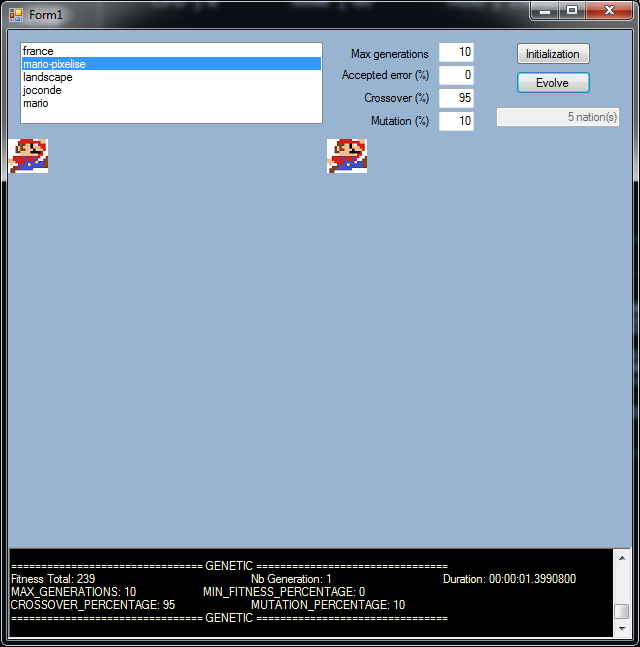 Form1
france
mario-pixelise
landscape
joconde
mario
Max generations 10
Accepted error (%) 0
Crossover (%) 95
Mutation (%) 10
Initialization
Evolve
5 nation(s)
================================ GENETIC ================================
Fitness Total: 239 Nb Generation: 1 Duration: 00:00:01.3990800
MAX_GENERATIONS: 10 MIN_FITNESS_PERCENTAGE: 0
CROSSOVER_PERCENTAGE: 95 MUTATION_PERCENTAGE: 10
================================ GENETIC ================================